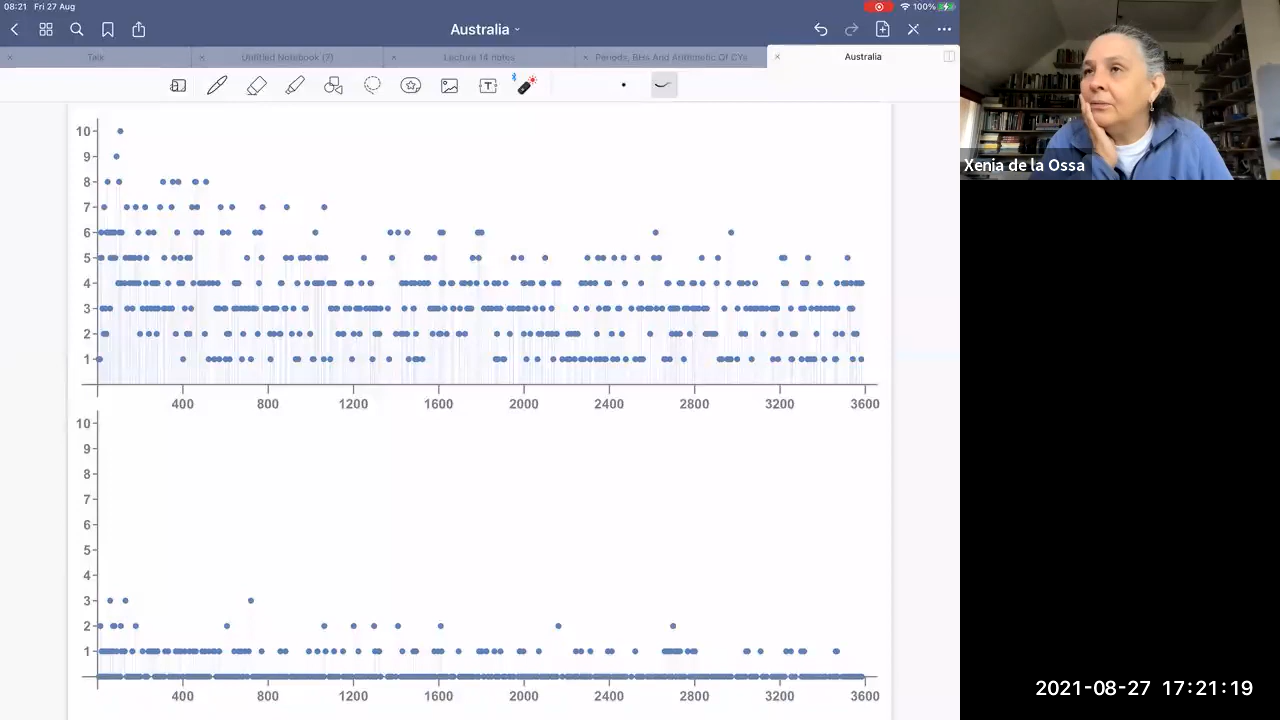 08:21 Fri 27 Aug
100%
Australia
Talk
Untitled Notebook (7)
Lecture 14 notes
Periods, BHs And Arithmetic Of CYs
Australia
Xenia de la Ossa
10
9
8
7
6
5
4
3
2
1
400 800 1200 1600 2000 2400 2800 3200 3600
10
9
8
7
6
5
4
3
2
1
400 800 1200 1600 2000 2400 2800 3200 3600
2021-08-27 17:21:19